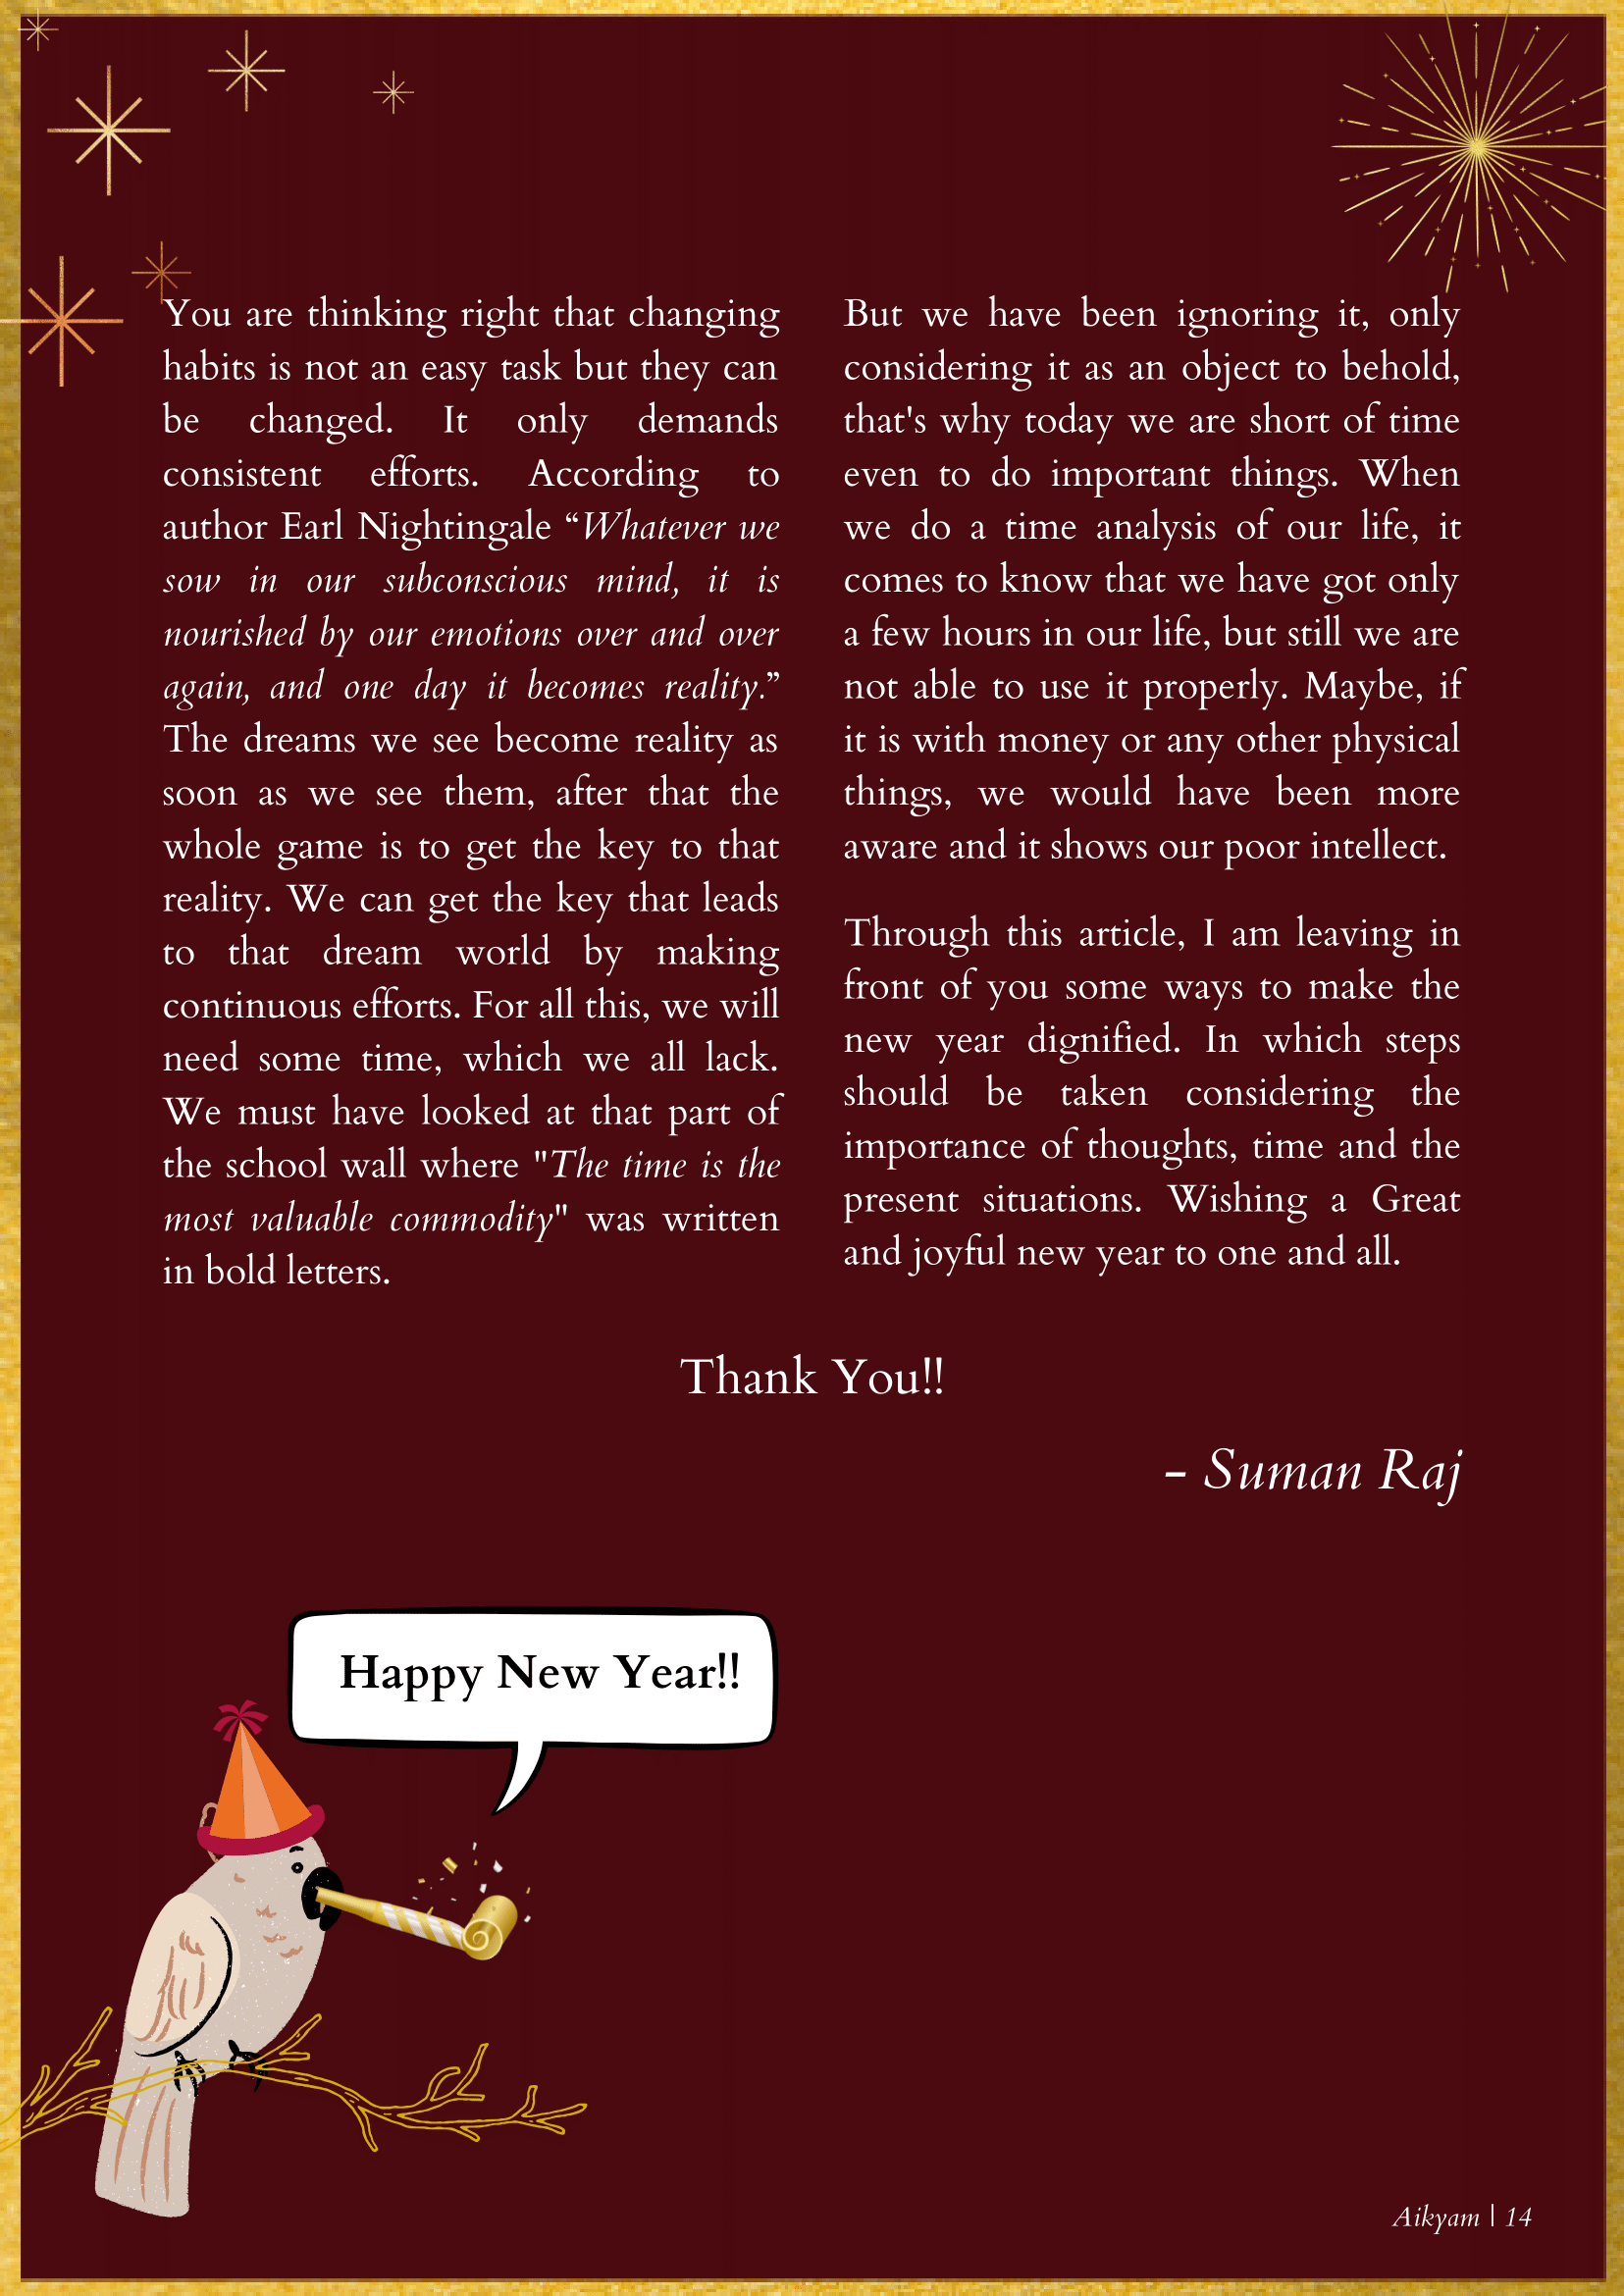 You are thinking right that changing
habits is not an easy task but they can
be changed. It only demands
consistent efforts. According to
author Earl Nightingale “Whatever we
sow in our subconscious mind, it is
nourished by our emotions over and over
again, and one day it becomes reality.”
The dreams we see become reality as
soon as we see them, after that the
whole game is to get the key to that
reality. We can get the key that leads
to that dream world by making
continuous efforts. For all this, we will
need some time, which we all lack.
We must have looked at that part of
the school wall where "The time is the
most valuable commodity" was written
in bold letters.
But we have been ignoring it, only
considering it as an object to behold,
that's why today we are short of time
even to do important things. When
we do a time analysis of our life, it
comes to know that we have got only
a few hours in our life, but still we are
not able to use it properly. Maybe, if
it is with money or any other physical
things, we would have been more
aware and it shows our poor intellect.
Through this article, I am leaving in
front of you some ways to make the
new year dignified. In which steps
should be taken considering the
importance of thoughts, time and the
present situations. Wishing a Great
and joyful new year to one and all.
Thank You!!
- Suman Raj
Happy New Year!!
Aikyam | 14